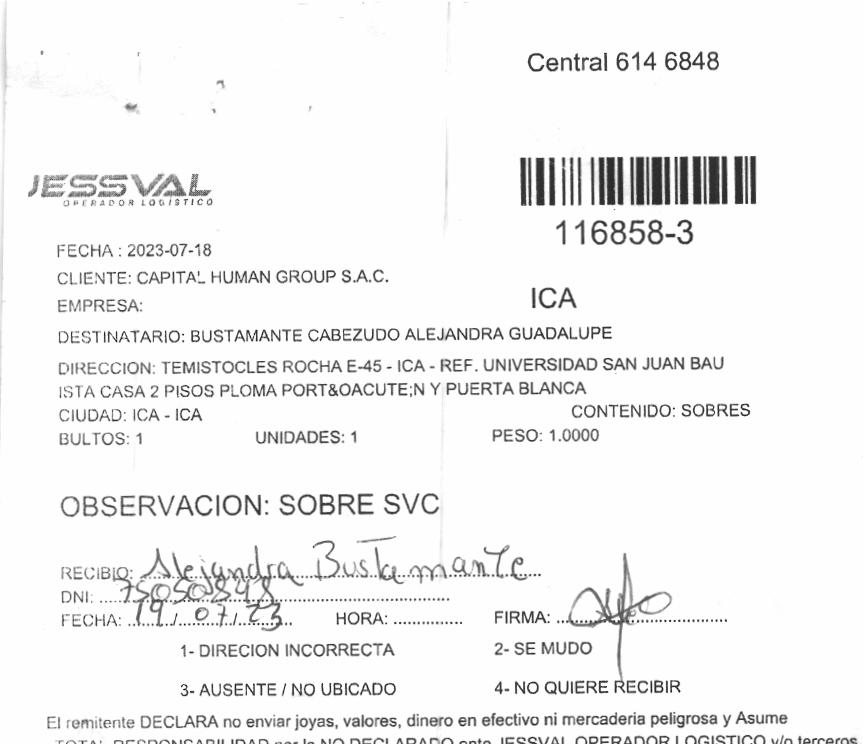 Central 614 6848
JESSVAL
OPERADOR LOGÍSTICO
116858-3
FECHA : 2023-07-18
CLIENTE: CAPITAL HUMAN GROUP S.A.C.
EMPRESA:
ICA
DESTINATARIO: BUSTAMANTE CABEZUDO ALEJANDRA GUADALUPE
DIRECCION: TEMISTOCLES ROCHA E-45 - ICA - REF. UNIVERSIDAD SAN JUAN BAU
ISTA CASA 2 PISOS PLOMA PORT&OACUTE;N Y PUERTA BLANCA
CIUDAD: ICA - ICA CONTENIDO: SOBRES
BULTOS: 1 UNIDADES: 1 PESO: 1.0000
OBSERVACION: SOBRE SVC
RECIBIO: Alejandra Bustamante
DNI: 75050898
FECHA: 19/07/23 HORA: .............. FIRMA:
1- DIRECION INCORRECTA 2- SE MUDO
3- AUSENTE / NO UBICADO 4- NO QUIERE RECIBIR
El remitente DECLARA no enviar joyas, valores, dinero en efectivo ni mercaderia peligrosa y Asume
TOTAL RESPONSABILIDAD por lo NO DECLARADO ante JESSVAL OPERADOR LOGISTICO y/o terceros